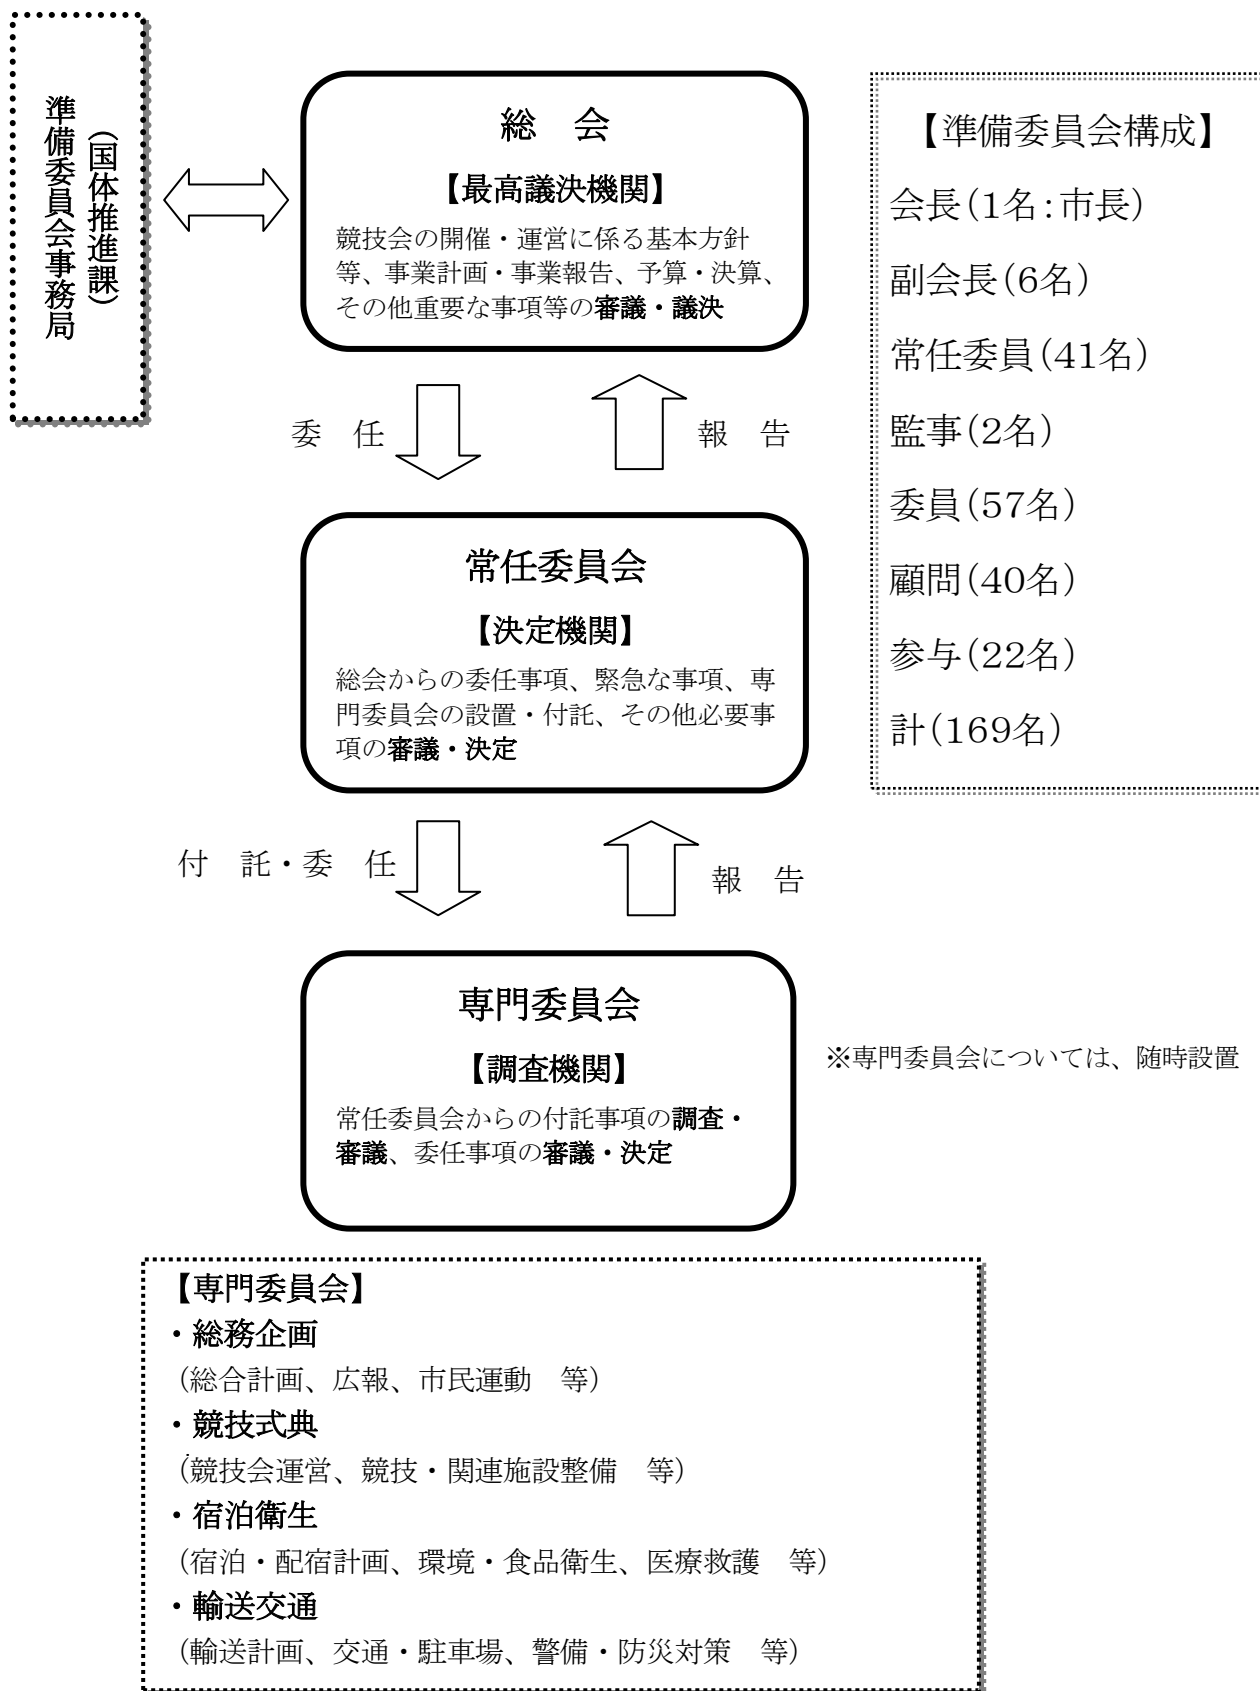 準備委員会事務局
（国体推進課）
総　会
【最高議決機関】
競技会の開催・運営に係る基本方針
等、事業計画・事業報告、予算・決算、
その他重要な事項等の審議・議決
委　任
報　告
常任委員会
【決定機関】
総会からの委任事項、緊急な事項、専
門委員会の設置・付託、その他必要事
項の審議・決定
付　託・委　任
報　告
専門委員会
【調査機関】
常任委員会からの付託事項の調査・
審議、委任事項の審議・決定
※専門委員会については、随時設置
【準備委員会構成】
会長（1名：市長）
副会長（6名）
常任委員（41名）
監事（2名）
委員（57名）
顧問（40名）
参与（22名）
計（169名）
【専門委員会】
・総務企画
（総合計画、広報、市民運動　等）
・競技式典
（競技会運営、競技・関連施設整備　等）
・宿泊衛生
（宿泊・配宿計画、環境・食品衛生、医療救護　等）
・輸送交通
（輸送計画、交通・駐車場、警備・防災対策　等）